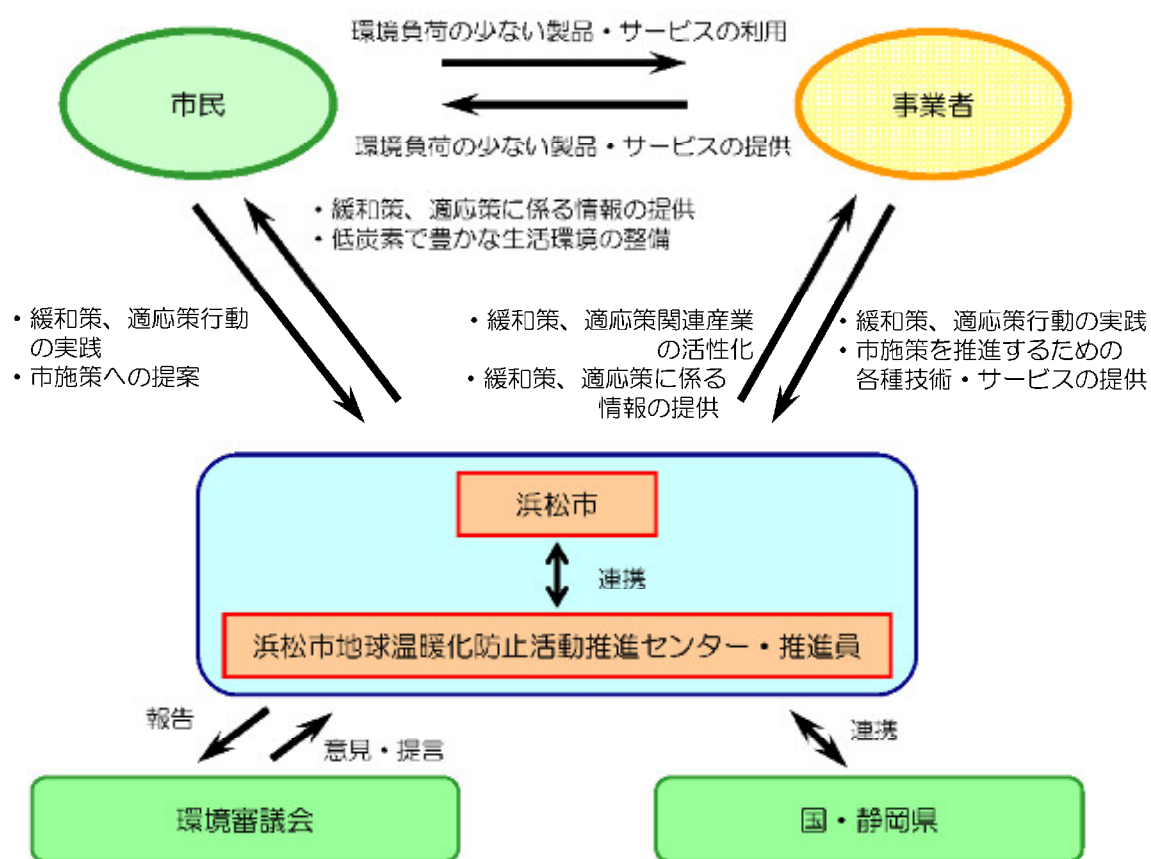 環境負荷の少ない製品・サービスの利用
市民
事業者
環境負荷の少ない製品・サービスの提供
・緩和策、適応策に係る情報の提供
・低炭素で豊かな生活環境の整備
・緩和策、適応策行動
の実践
・市施策への提案
・緩和策、適応策関連産業
の活性化
・緩和策、適応策に係る
情報の提供
・緩和策、適応策行動の実践
・市施策を推進するための
各種技術・サービスの提供
浜松市
連携
浜松市地球温暖化防止活動推進センター・推進員
報告
意見・提言
連携
環境審議会
国・静岡県